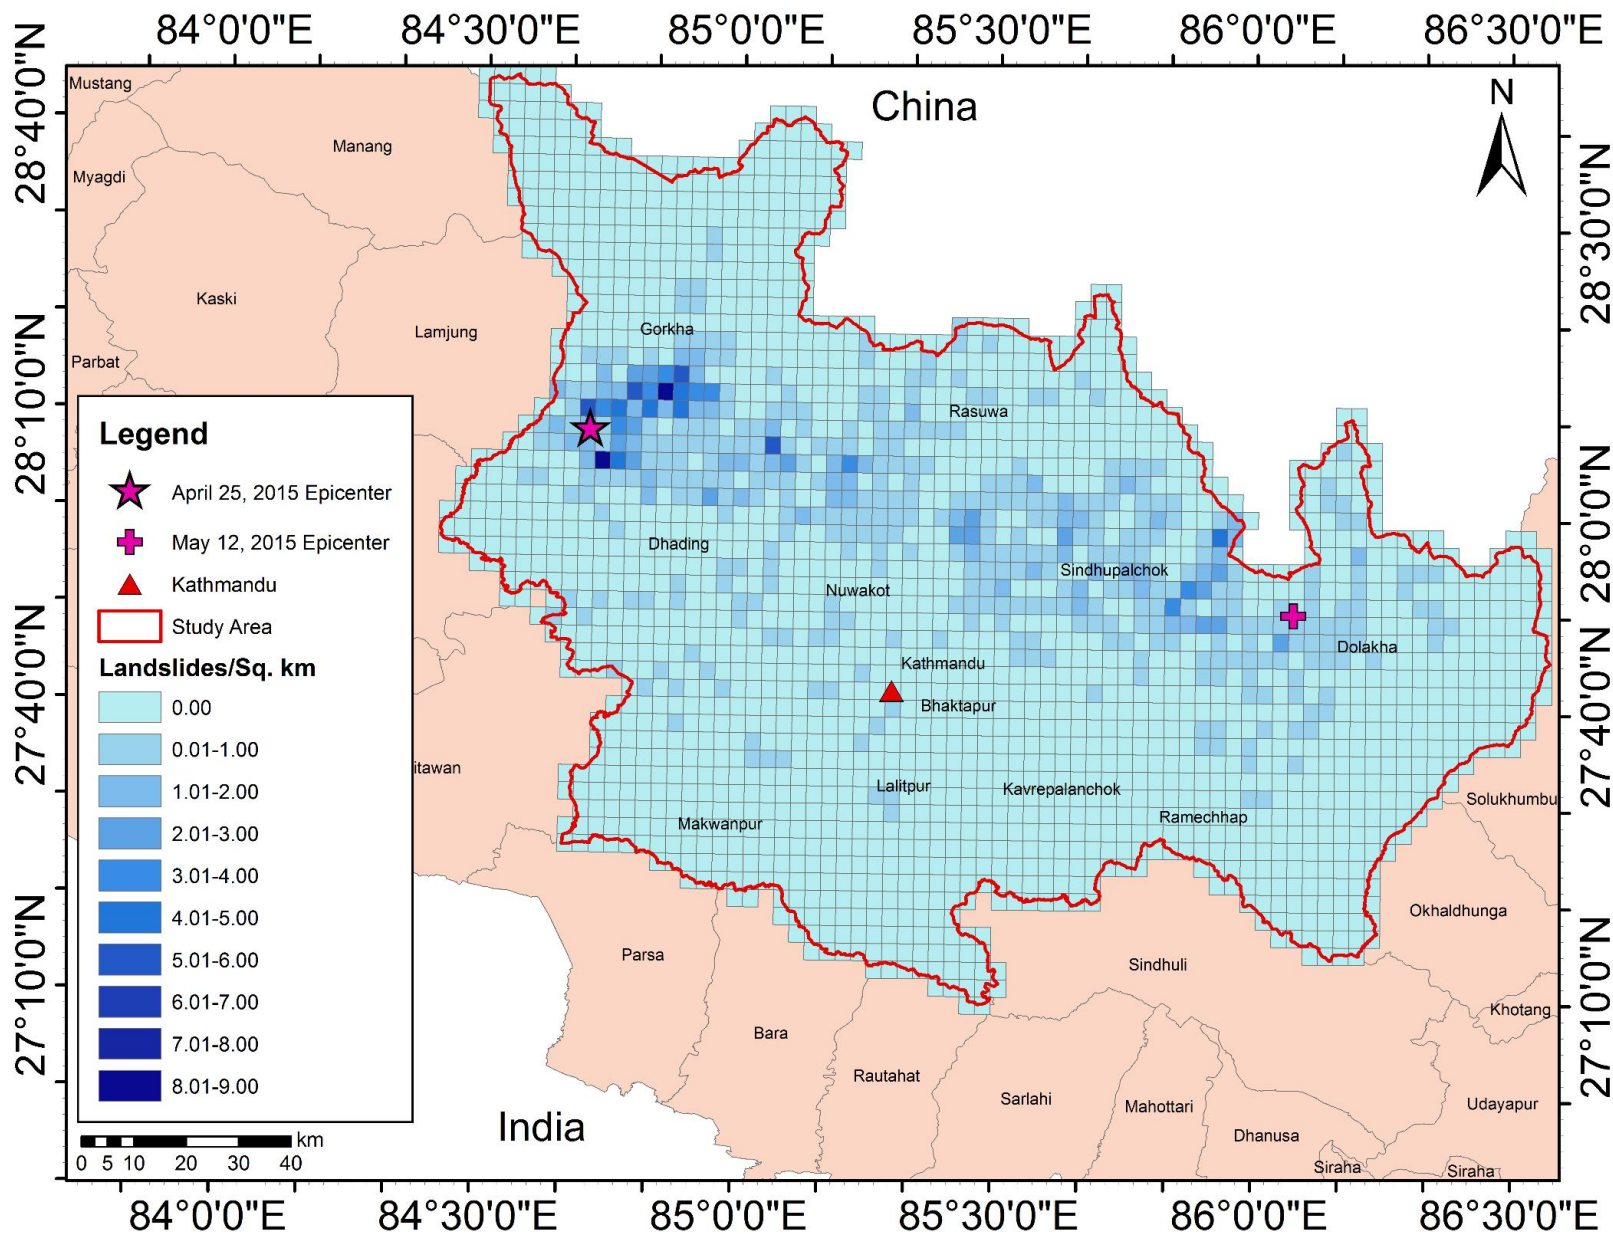 84°0'0"E 84°30'0"E 85°0'0"E 85°30'0"E 86°0'0"E 86°30'0"E
28°40'0"N
28°10'0"N
27°40'0"N
27°10'0"N
28°30'0"N
28°0'0"N
27°40'0"N
27°10'0"N
China
N
Mustang
Manang
Myagdi
Kaski
Gorkha
Lamjung
Parbat
Rasuwa
Dhading
Sindhupalchok
Nuwakot
Dolakha
Kathmandu
Bhaktapur
itawan
Lalitpur
Kavrepalanchok
Solukhumbu
Ramechhap
Makwanpur
Okhaldhunga
Parsa
Sindhuli
Khotang
Bara
Rautahat
Sarlahi
Mahottari
Udayapur
Dhanusa
Siraha
Siraha
India
Legend
April 25, 2015 Epicenter
May 12, 2015 Epicenter
Kathmandu
Study Area
Landslides/Sq. km
0.00
0.01-1.00
1.01-2.00
2.01-3.00
3.01-4.00
4.01-5.00
5.01-6.00
6.01-7.00
7.01-8.00
8.01-9.00
km
0 5 10 20 30 40
84°0'0"E 84°30'0"E 85°0'0"E 85°30'0"E 86°0'0"E 86°30'0"E